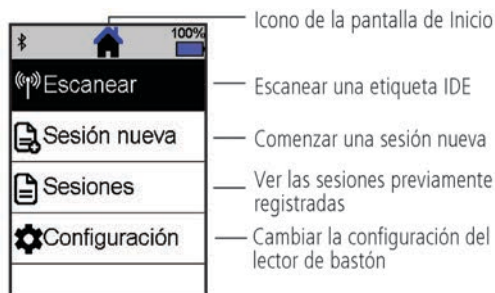 Icono de la pantalla de Inicio
100%
Escanear
Escanear una etiqueta IDE
Sesión nueva
Comenzar una sesión nueva
Sesiones
Ver las sesiones previamente
registradas
Configuración
Cambiar la configuración del
lector de bastón